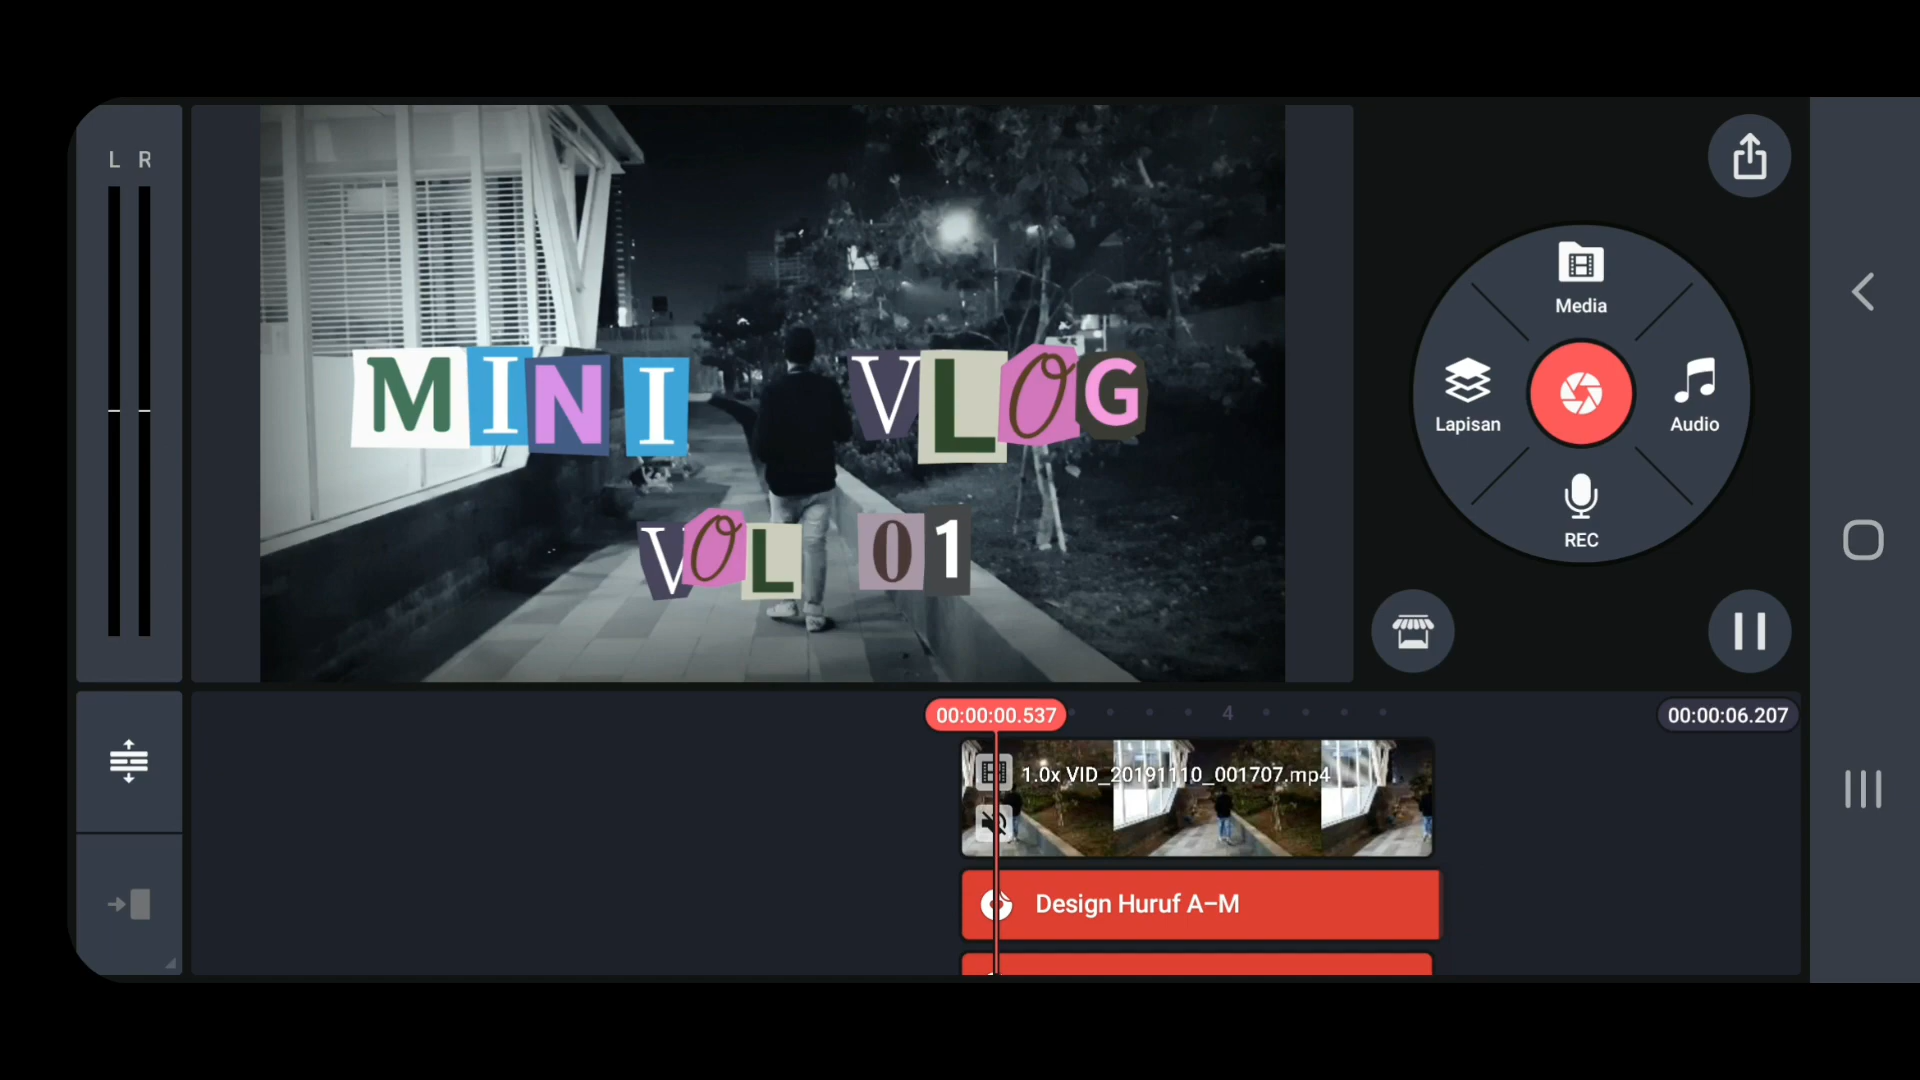 L R
MINI VLOG
VOL 01
Media
Lapisan
Audio
REC
00:00:00.537
4
00:00:06.207
1.0x VID_20191110_001707.mp4
Design Huruf A-M